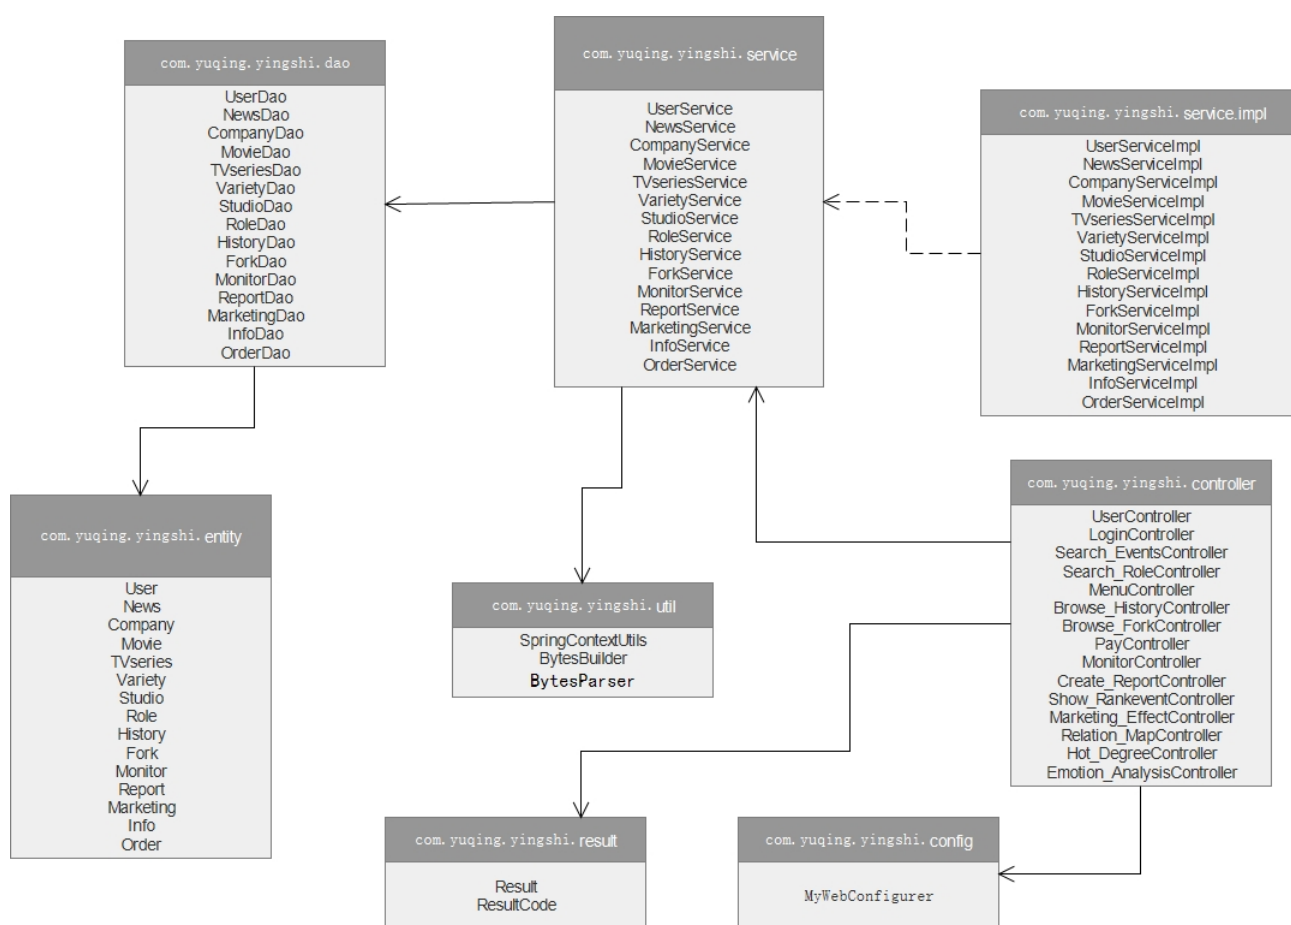 com.yuqing.yingshi.dao
UserDao
NewsDao
CompanyDao
MovieDao
TVseriesDao
VarietyDao
StudioDao
RoleDao
HistoryDao
ForkDao
MonitorDao
ReportDao
MarketingDao
InfoDao
OrderDao
com.yuqing.yingshi.service
UserService
NewsService
CompanyService
MovieService
TVseriesService
VarietyService
StudioService
RoleService
HistoryService
ForkService
MonitorService
ReportService
MarketingService
InfoService
OrderService
com.yuqing.yingshi.service.impl
UserServiceImpl
NewsServiceImpl
CompanyServiceImpl
MovieServiceImpl
TVseriesServiceImpl
VarietyServiceImpl
StudioServiceImpl
RoleServiceImpl
HistoryServiceImpl
ForkServiceImpl
MonitorServiceImpl
ReportServiceImpl
MarketingServiceImpl
InfoServiceImpl
OrderServiceImpl
com.yuqing.yingshi.entity
User
News
Company
Movie
TVseries
Variety
Studio
Role
History
Fork
Monitor
Report
Marketing
Info
Order
com.yuqing.yingshi.util
SpringContextUtils
BytesBuilder
BytesParser
com.yuqing.yingshi.controller
UserController
LoginController
Search_EventsController
Search_RoleController
MenuController
Browse_HistoryController
Browse_ForkController
PayController
MonitorController
Create_ReportController
Show_RankeventController
Marketing_EffectController
Relation_MapController
Hot_DegreeController
Emotion_AnalysisController
com.yuqing.yingshi.result
Result
ResultCode
com.yuqing.yingshi.config
MyWebConfigurer